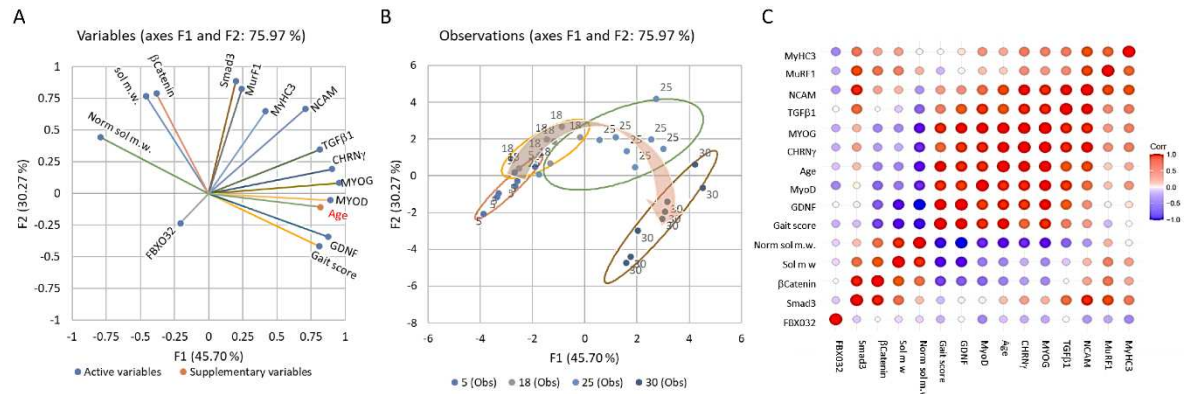 A
Variables (axes F1 and F2: 75.97 %)
1
0.75
0.5
0.25
0
-0.25
-0.5
-0.75
-1
F2 (30.27 %)
sol m.w.
βCatenin
Smad3
MurF1
MyHC3
NCAM
Norm sol m.w.
TGFβ1
CHRNγ
MYOG
MYOD
Age
GDNF
Gait score
FBXO32
-1 -0.75 -0.5 -0.25 0 0.25 0.5 0.75 1
F1 (45.70 %)
Active variables Supplementary variables
B
Observations (axes F1 and F2: 75.97 %)
6
4
2
0
-2
-4
-6
-8
F2 (30.27 %)
25
18 18 25 25
18 25 25
18 25
30
5
5
30
30
30
30
30
-6 -4 -2 0 2 4 6
F1 (45.70 %)
5 (Obs) 18 (Obs) 25 (Obs) 30 (Obs)
C
MyHC3
MuRF1
NCAM
TGFβ1
MYOG
CHRNγ
Age
MyoD
GDNF
Gait score
Norm sol m.w.
Sol m w
βCatenin
Smad3
FBX032
FBX032
Smad3
βCatenin
Sol m w
Norm sol m.w
Gait score
GDNF
MyoD
Age
CHRNγ
MYOG
TGFβ1
NCAM
MuRF1
MyHC3
Corr
1.0
0.5
0.0
-0.5
-1.0